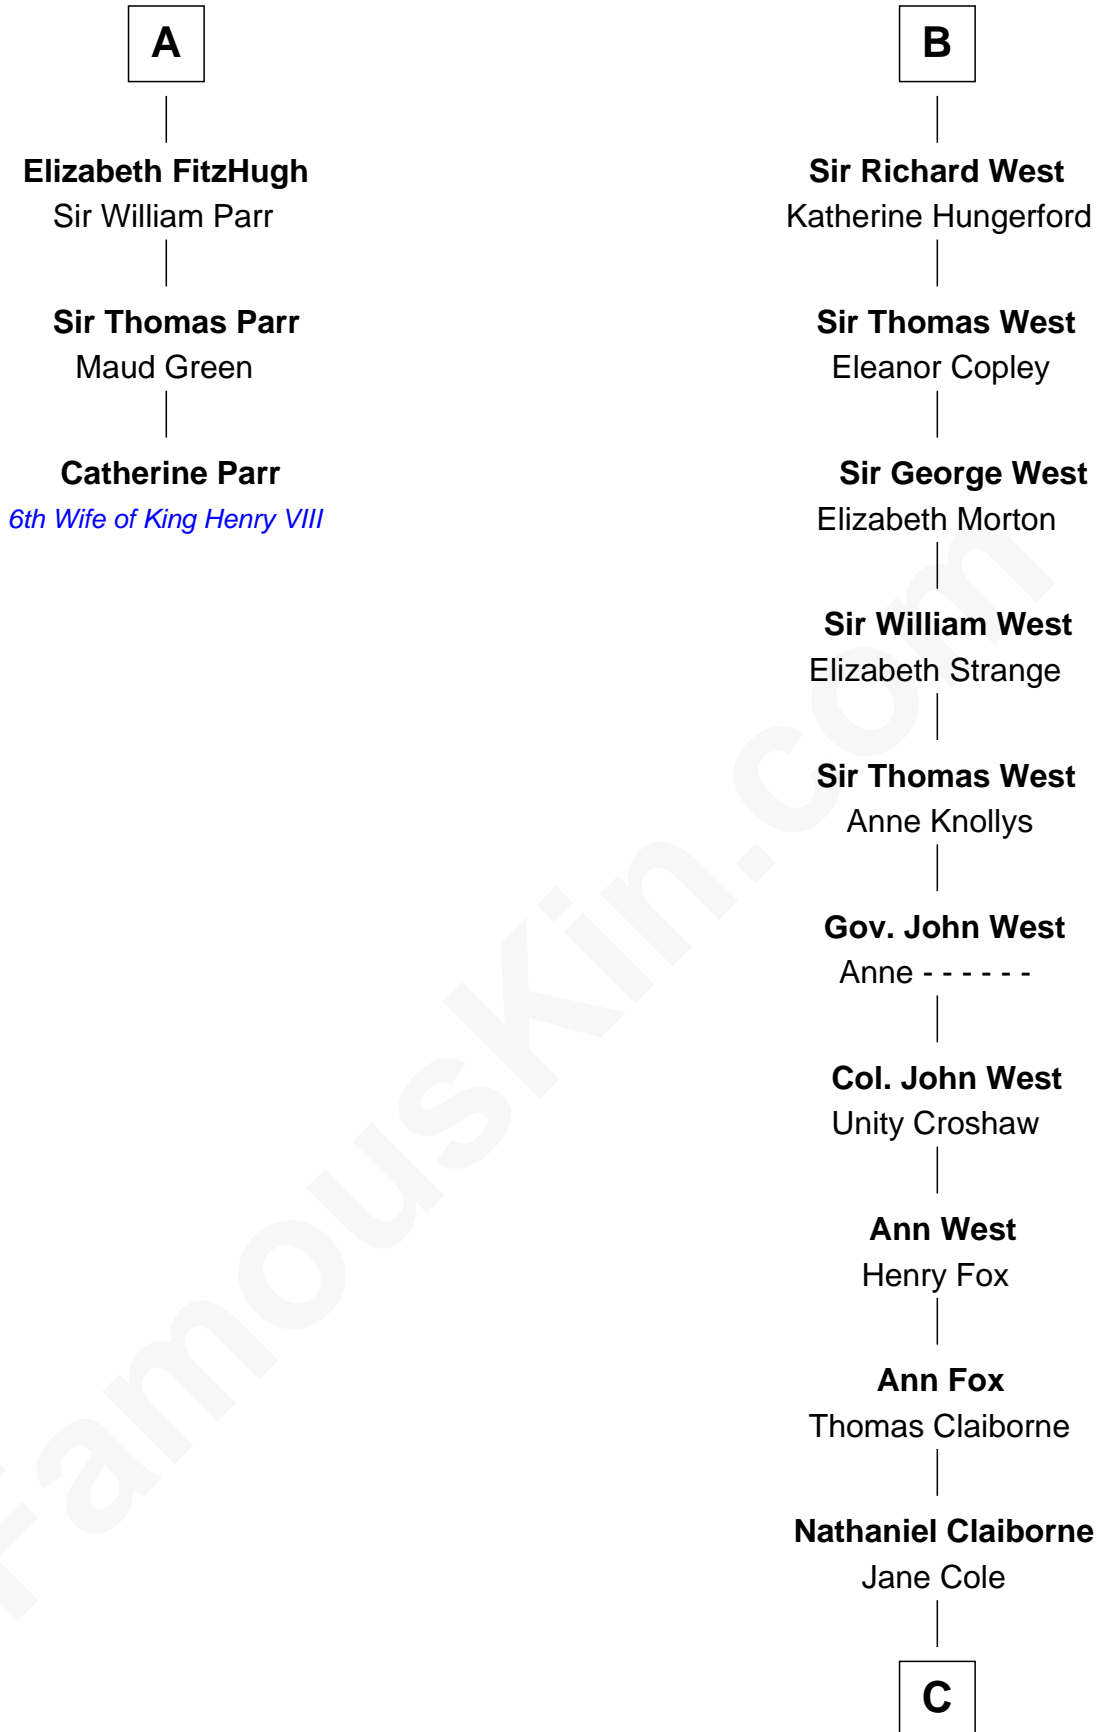 A
Elizabeth FitzHugh
Sir William Parr
Sir Thomas Parr
Maud Green
Catherine Parr
6th Wife of King Henry VIII
B
Sir Richard West
Katherine Hungerford
Sir Thomas West
Eleanor Copley
Sir George West
Elizabeth Morton
Sir William West
Elizabeth Strange
Sir Thomas West
Anne Knollys
Gov. John West
Anne - - - - - -
Col. John West
Unity Croshaw
Ann West
Henry Fox
Ann Fox
Thomas Claiborne
Nathaniel Claiborne
Jane Cole
C
FamousKin.com